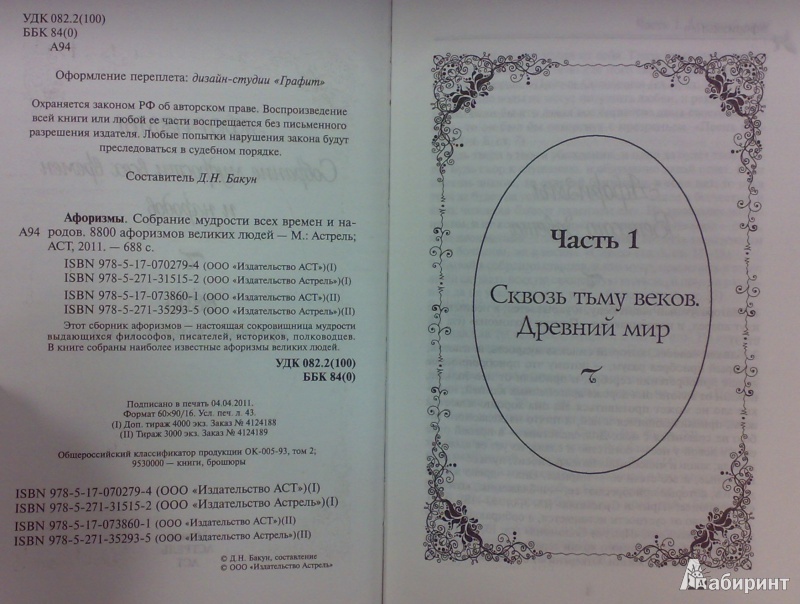 УДК 082.2(100)
ББК 84(0)
А94
Оформление переплета: дизайн-студии «Графит»
Охраняется законом РФ об авторском праве. Воспроизведение
всей книги или любой ее части воспрещается без письменного
разрешения издателя. Любые попытки нарушения закона будут
преследоваться в судебном порядке.
Составитель Д.Н. Бакун
Афоризмы. Собрание мудрости всех времен и на-
А94 родов. 8800 афоризмов великих людей — М.: Астрель;
АСТ, 2011. — 688 с.
ISBN 978-5-17-070279-4 (ООО «Издательство АСТ»)(I)
ISBN 978-5-271-31515-2 (ООО «Издательство Астрель»)(I)
ISBN 978-5-17-073860-1 (ООО «Издательство АСТ»)(II)
ISBN 978-5-271-35293-5 (ООО «Издательство Астрель»)(II)
Этот сборник афоризмов — настоящая сокровищница мудрости
выдающихся философов, писателей, историков, полководцев.
В книге собраны наиболее известные афоризмы великих людей.
УДК 082.2(100)
ББК 84(0)
Подписано в печать 04.04.2011.
Формат 60×90/16. Усл. печ. л. 43.
(I) Доп. тираж 4000 экз. Заказ № 4124188
(II) Тираж 3000 экз. Заказ № 4124189
Общероссийский классификатор продукции ОК-005-93, том 2;
9530000 — книги, брошюры
ISBN 978-5-17-070279-4 (ООО «Издательство АСТ»)(I)
ISBN 978-5-271-31515-2 (ООО «Издательство Астрель»)(I)
ISBN 978-5-17-073860-1 (ООО «Издательство АСТ»)(II)
ISBN 978-5-271-35293-5 (ООО «Издательство Астрель»)(II)
© Д.Н. Бакун, составление
© ООО «Издательство Астрель»
Часть 1
Сквозь тьму веков.
Древний мир
Лабиринт